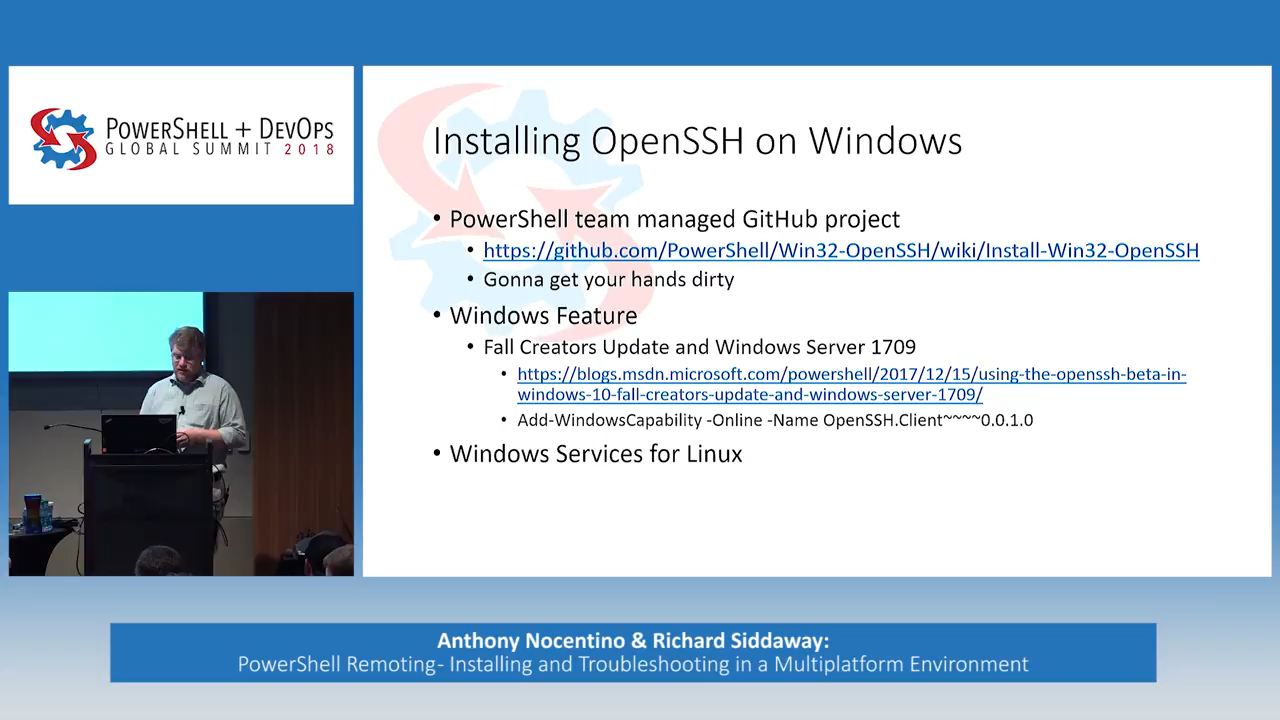 POWERSHELL + DEVOPS
GLOBAL SUMMIT 2018
Installing OpenSSH on Windows
• PowerShell team managed GitHub project
• https://github.com/PowerShell/Win32-OpenSSH/wiki/Install-Win32-OpenSSH
• Gonna get your hands dirty
• Windows Feature
• Fall Creators Update and Windows Server 1709
• https://blogs.msdn.microsoft.com/powershell/2017/12/15/using-the-openssh-beta-in-
windows-10-fall-creators-update-and-windows-server-1709/
• Add-WindowsCapability -Online -Name OpenSSH.Client~~~~0.0.1.0
• Windows Services for Linux
Anthony Nocentino & Richard Siddaway:
PowerShell Remoting- Installing and Troubleshooting in a Multiplatform Environment